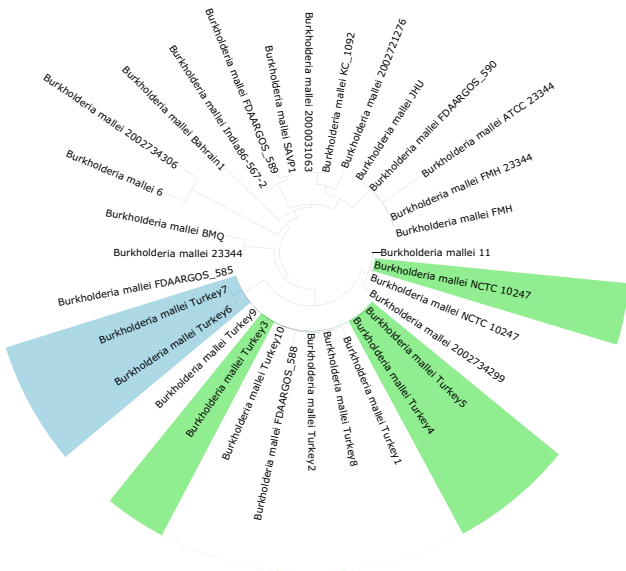 Burkholderia mallei 11
Burkholderia mallei NCTC 10247
Burkholderia mallei NCTC 10247
Burkholderia mallei 2002734299
Burkholderia mallei Turkey5
Burkholderia mallei Turkey4
Burkholderia mallei Turkey1
Burkholderia mallei Turkey8
Burkholderia mallei Turkey2
Burkholderia mallei FDAARGOS_588
Burkholderia mallei Turkey10
Burkholderia mallei Turkey3
Burkholderia mallei Turkey9
Burkholderia mallei Turkey6
Burkholderia mallei Turkey7
Burkholderia mallei FDAARGOS_585
Burkholderia mallei 23344
Burkholderia mallei BMQ
Burkholderia mallei 6
Burkholderia mallei 2002734306
Burkholderia mallei Bahrain1
Burkholderia mallei India86-567-2
Burkholderia mallei FDAARGOS_589
Burkholderia mallei SAVP1
Burkholderia mallei 2000031063
Burkholderia mallei KC_1092
Burkholderia mallei 2002721276
Burkholderia mallei JHU
Burkholderia mallei FDAARGOS_590
Burkholderia mallei ATCC 23344
Burkholderia mallei FMH 23344
Burkholderia mallei FMH